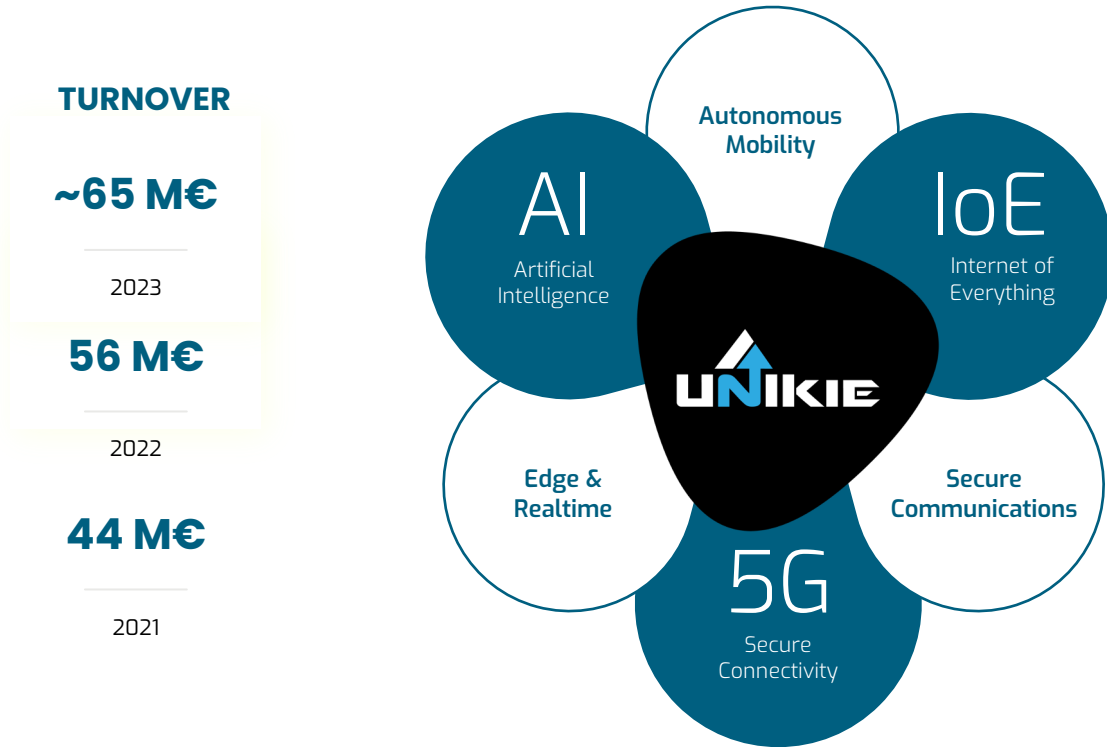 TURNOVER
~65 M€
2023
56 M€
2022
44 M€
2021
Autonomous
Mobility
AI
Artificial
Intelligence
IoE
Internet of
Everything
UNIKIE
Edge &
Realtime
Secure
Communications
5G
Secure
Connectivity